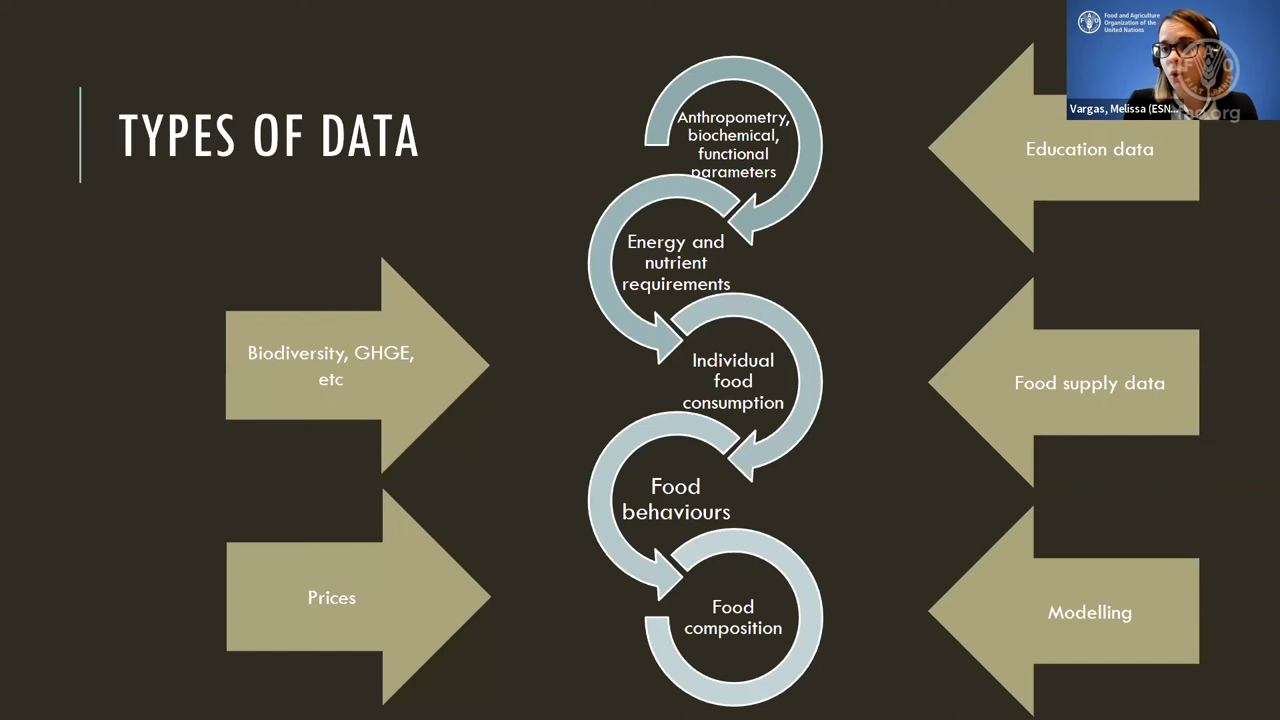 TYPES OF DATA
Anthropometry,
biochemical,
functional
parameters
Energy and
nutrient
requirements
Individual
food
consumption
Food
behaviours
Food
composition
Biodiversity, GHGE,
etc
Prices
Education data
Food supply data
Modelling
Food and Agriculture
Organization of the
United Nations
Vargas, Melissa (ESN...
fao.org